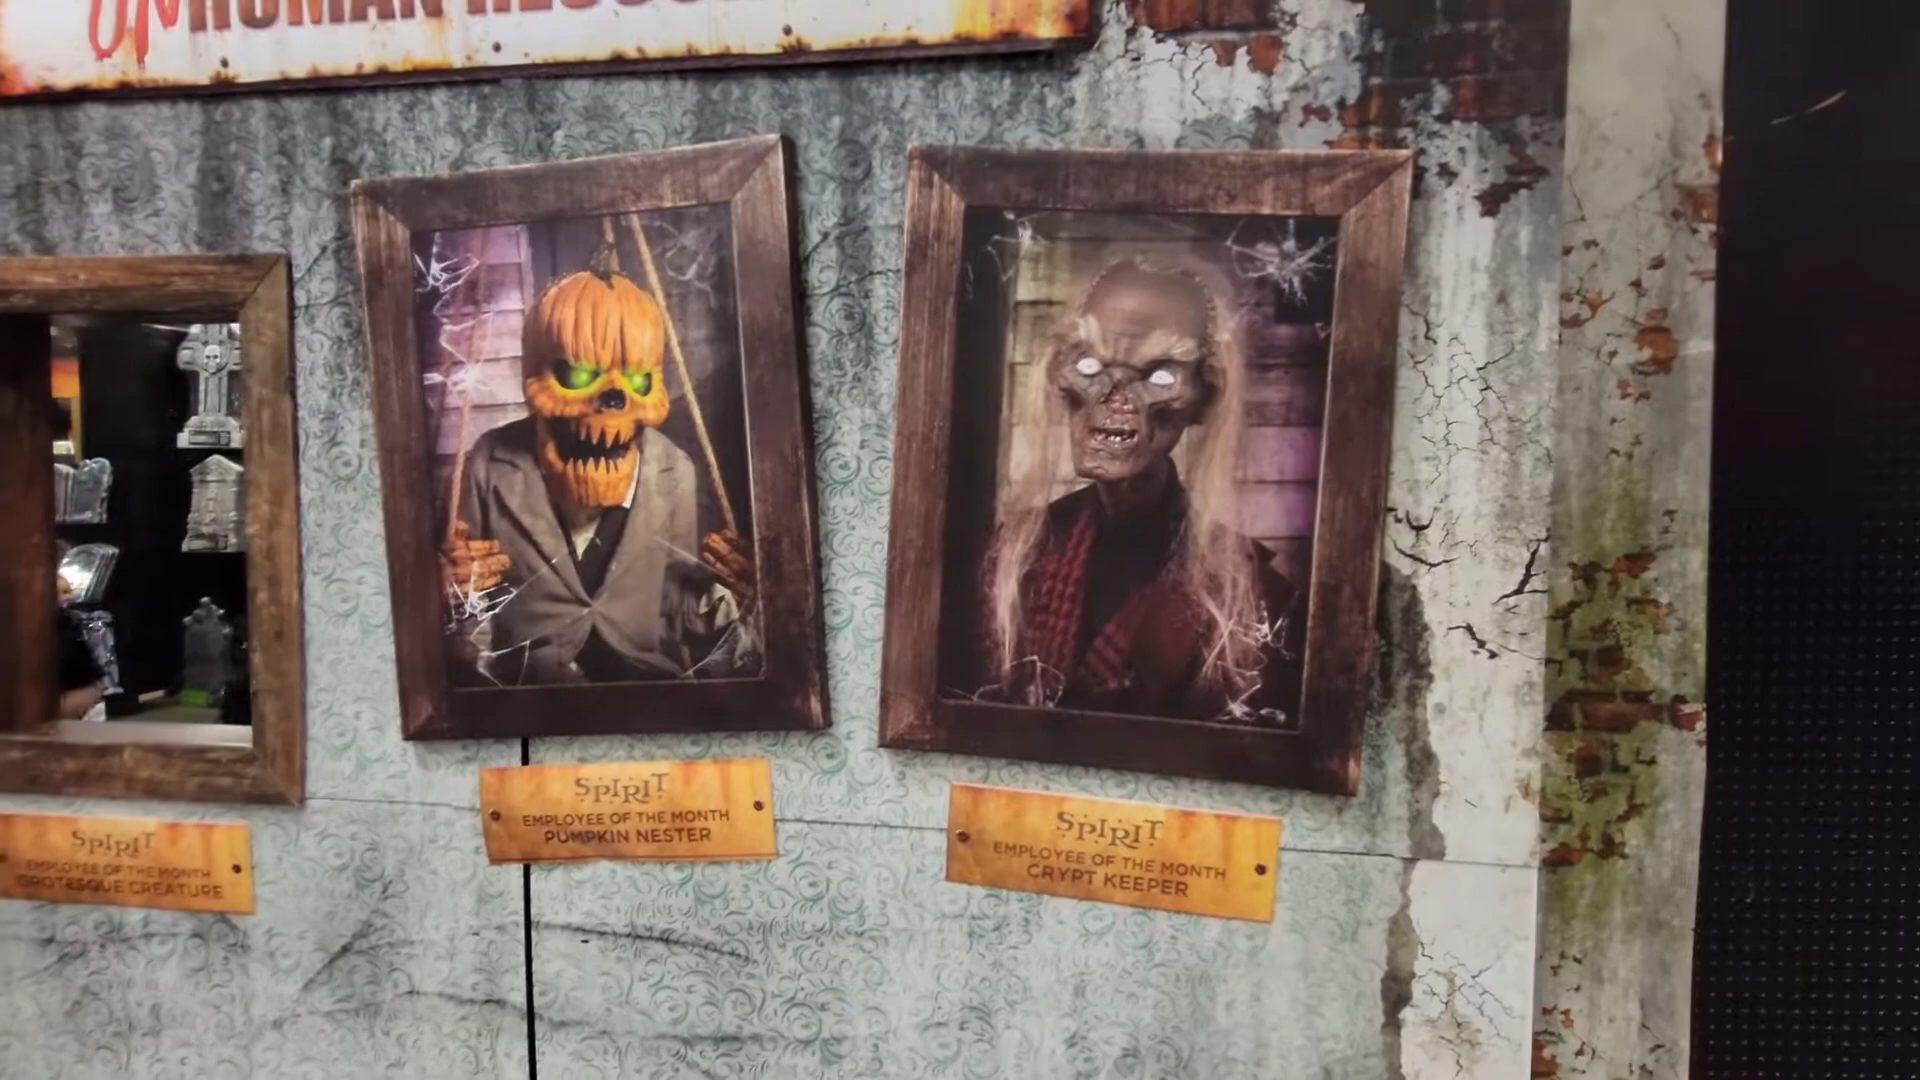 UNHUMAN
SPIRIT
EMPLOYEE OF THE MONTH
GROTESQUE CREATURE
SPIRIT
EMPLOYEE OF THE MONTH
PUMPKIN NESTER
SPIRIT
EMPLOYEE OF THE MONTH
CRYPT KEEPER